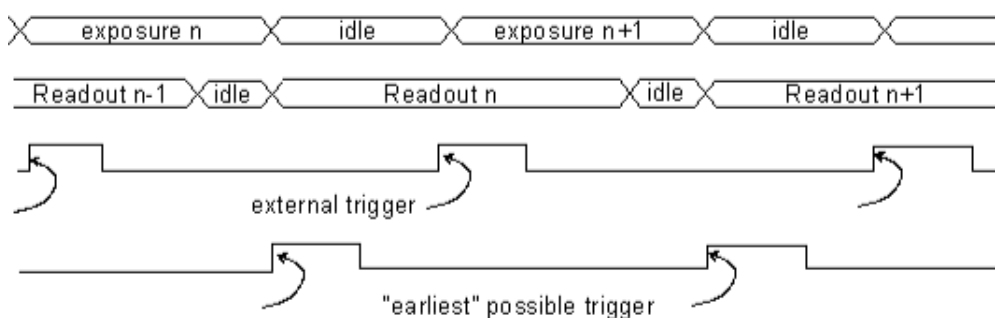 exposure n idle exposure n+1 idle
Readout n-1 idle Readout n idle Readout n+1
external trigger
"earliest" possible trigger